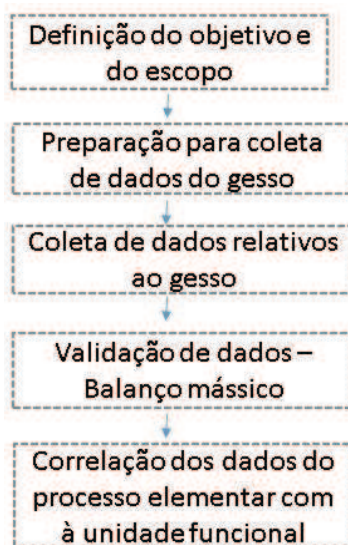 Definição do objetivo e
do escopo
Preparação para coleta
de dados do gesso
Coleta de dados relativos
ao gesso
Validação de dados –
Balanço mássico
Correlação dos dados do
processo elementar com
à unidade funcional